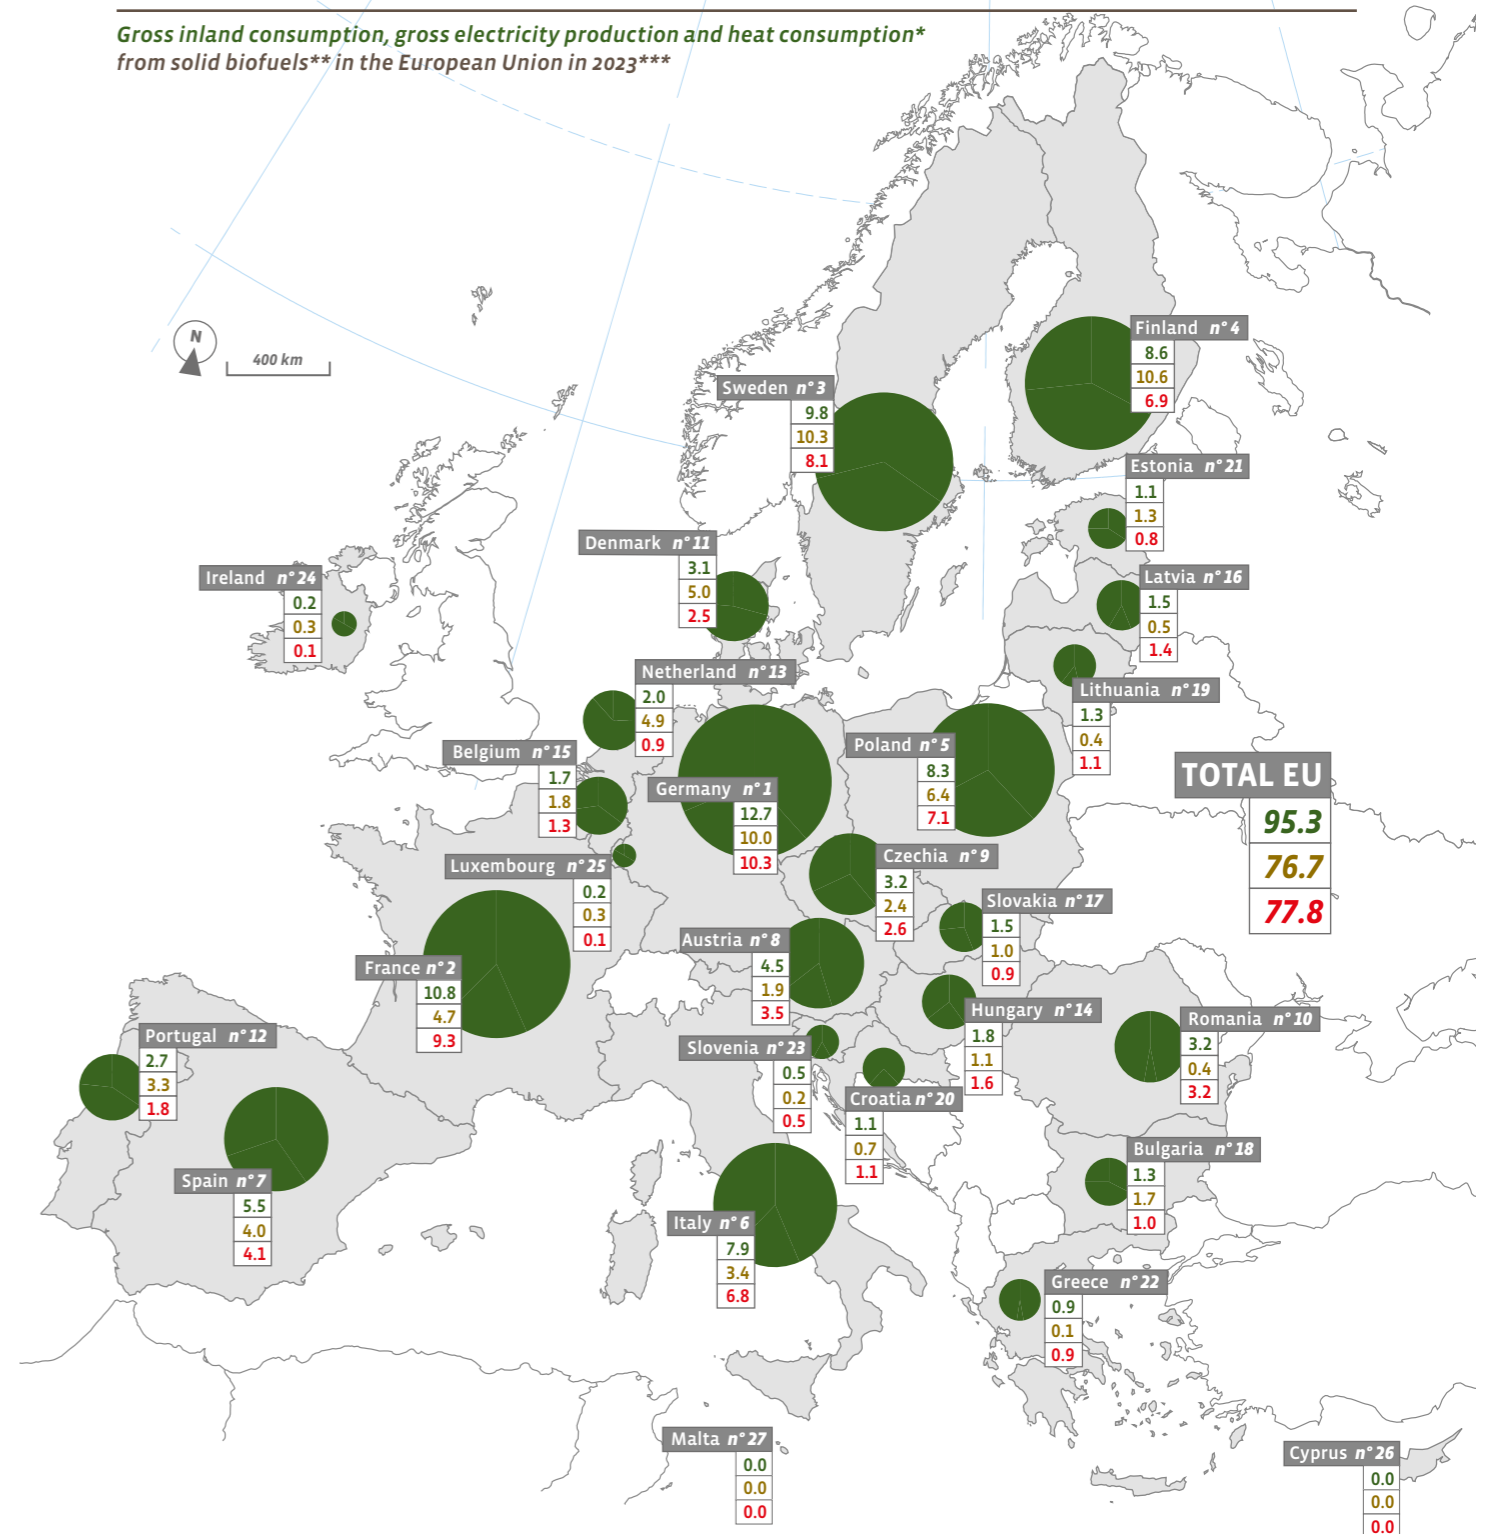 Gross inland consumption, gross electricity production and heat consumption*
from solid biofuels** in the European Union in 2023***
N
400 km
Finland n° 4
8.6
10.6
6.9
Sweden n° 3
9.8
10.3
8.1
Estonia n° 21
1.1
1.3
0.8
Denmark n° 11
3.1
5.0
2.5
Ireland n° 24
0.2
0.3
0.1
Latvia n° 16
1.5
0.5
1.4
Netherland n° 13
2.0
4.9
0.9
Lithuania n° 19
1.3
0.4
1.1
Belgium n° 15
1.7
1.8
1.3
Poland n° 5
8.3
6.4
7.1
Germany n° 1
12.7
10.0
10.3
TOTAL EU
95.3
76.7
77.8
Luxembourg n° 25
0.2
0.3
0.1
Czechia n° 9
3.2
2.4
2.6
Slovakia n° 17
1.5
1.0
0.9
Austria n° 8
4.5
1.9
3.5
France n° 2
10.8
4.7
9.3
Hungary n° 14
1.8
1.1
1.6
Romania n° 10
3.2
0.4
3.2
Portugal n° 12
2.7
3.3
1.8
Slovenia n° 23
0.5
0.2
0.5
Croatia n° 20
1.1
0.7
1.1
Bulgaria n° 18
1.3
1.7
1.0
Spain n° 7
5.5
4.0
4.1
Italy n° 6
7.9
3.4
6.8
Greece n° 22
0.9
0.1
0.9
Malta n° 27
0.0
0.0
0.0
Cyprus n° 26
0.0
0.0
0.0